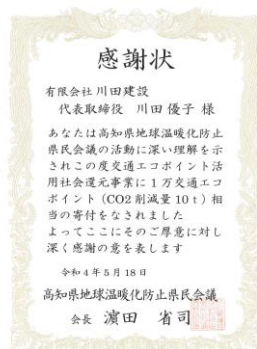 感謝状
有限会社川田建設
代表取締役 川田優子 様
あなたは高知県地球温暖化防止
県民会議の活動に深い理解を示
されこの度交通エコポイント活
用社会還元事業に1万交通エコ
ポイント（CO2削減量10t）相
当の寄付をなされました
よってここにそのご厚意に対し
深く感謝の意を表します
令和4年5月18日
高知県地球温暖化防止県民会議
会長 濵田 省司